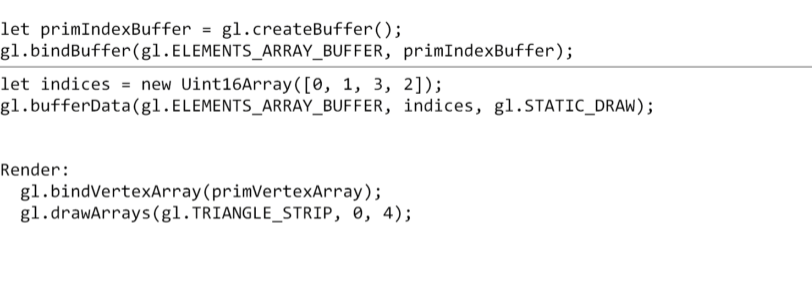 let primIndexBuffer = gl.createBuffer();
gl.bindBuffer(gl.ELEMENTS_ARRAY_BUFFER, primIndexBuffer);
let indices = new Uint16Array([0, 1, 3, 2]);
gl.bufferData(gl.ELEMENTS_ARRAY_BUFFER, indices, gl.STATIC_DRAW);
Render:
gl.bindVertexArray(primVertexArray);
gl.drawArrays(gl.TRIANGLE_STRIP, 0, 4);